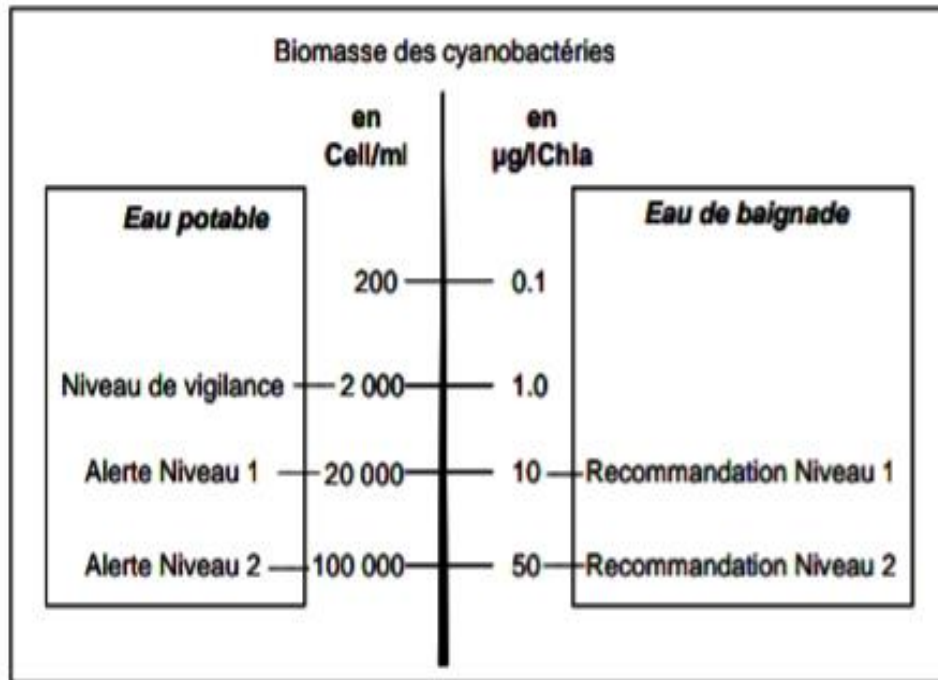 Biomasse des cyanobactéries
en
Cell/ml
en
µg/lChla
Eau potable
Eau de baignade
200
0.1
Niveau de vigilance
2 000
1.0
Alerte Niveau 1
20 000
10
Recommandation Niveau 1
Alerte Niveau 2
100 000
50
Recommandation Niveau 2